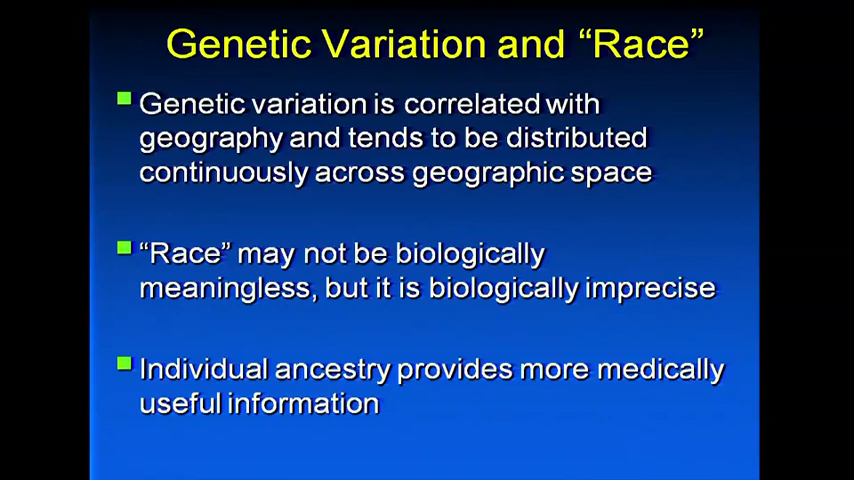 Genetic Variation and “Race”
Genetic variation is correlated with
geography and tends to be distributed
continuously across geographic space
“Race” may not be biologically
meaningless, but it is biologically imprecise
Individual ancestry provides more medically
useful information